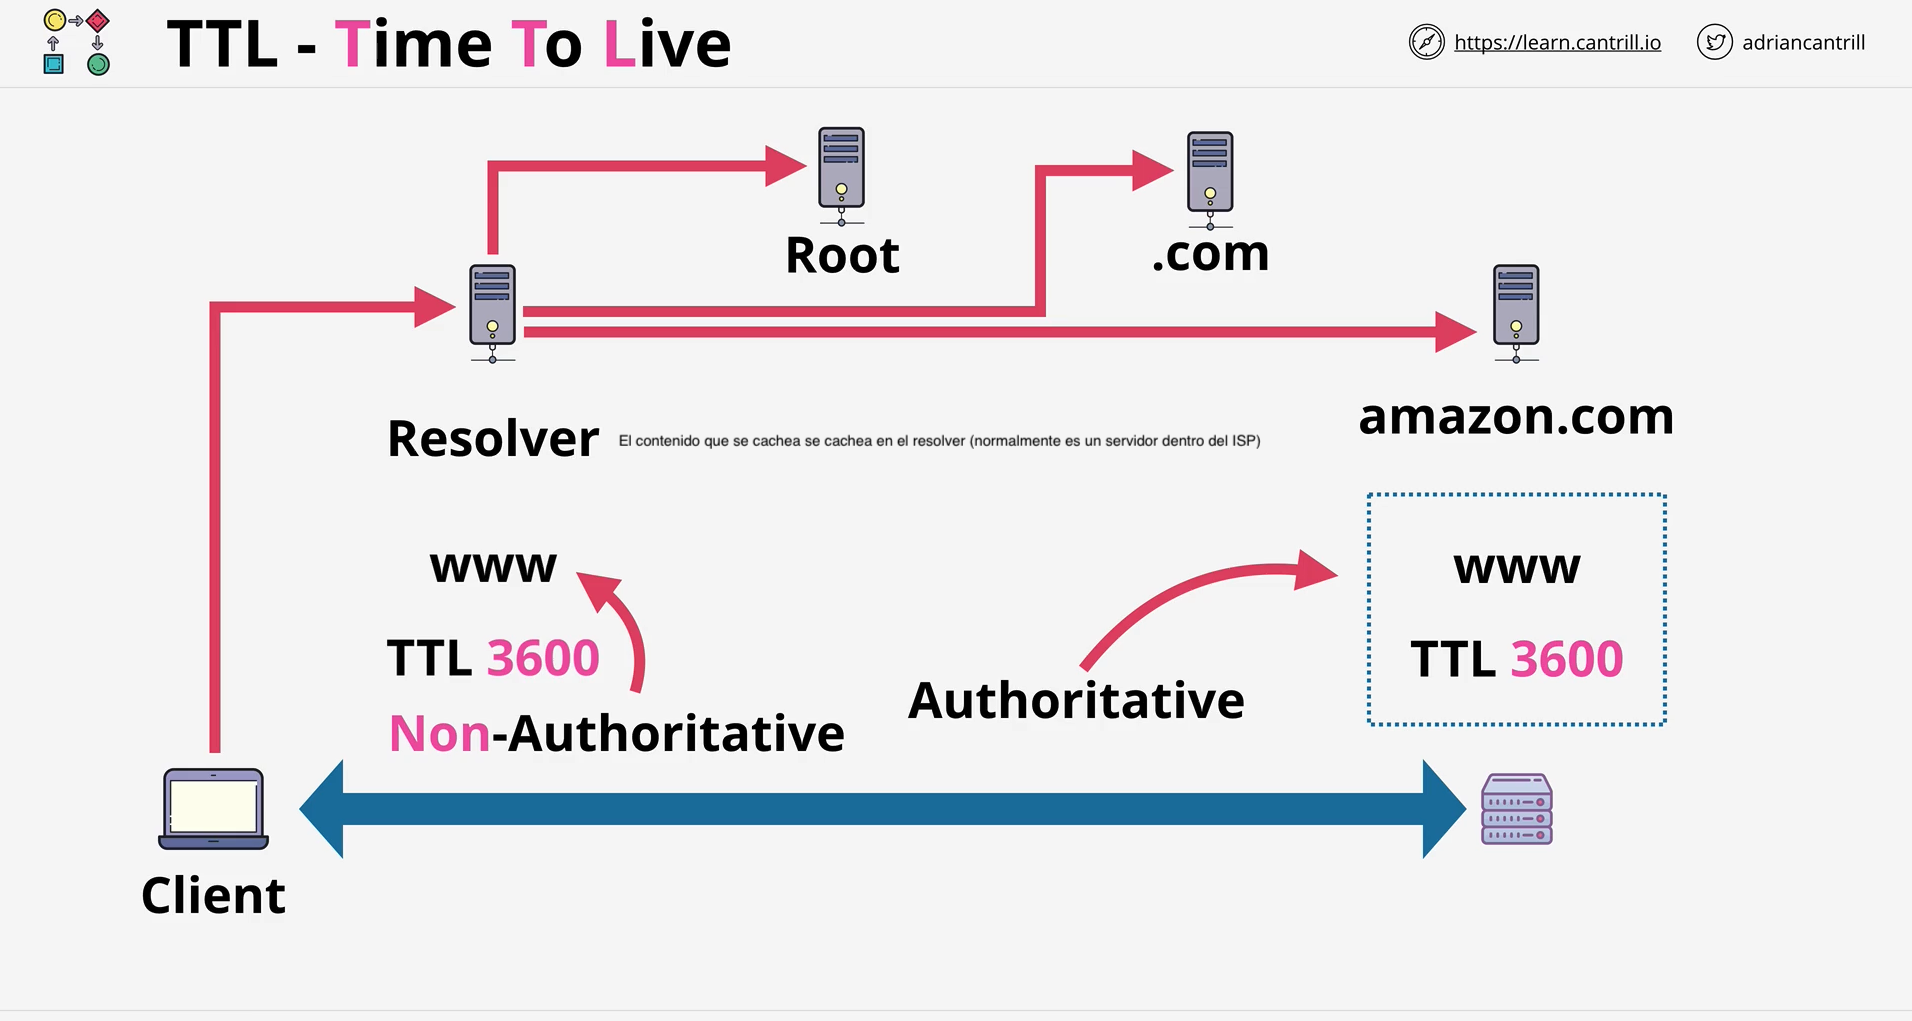 TTL - Time To Live
https://learn.cantrill.io
adriancantrill
Root
.com
amazon.com
Resolver
El contenido que se cachea se cachea en el resolver (normalmente es un servidor dentro del ISP)
www
TTL 3600
Non-Authoritative
Authoritative
www
TTL 3600
Client